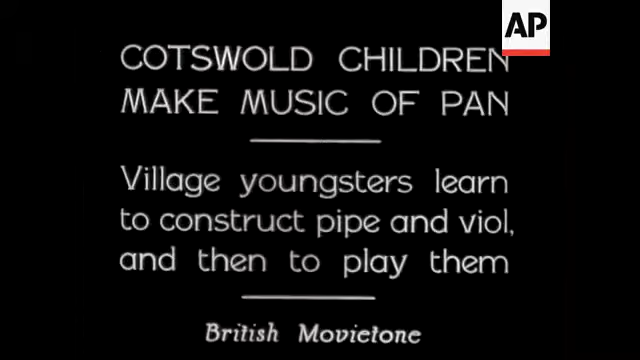 AP
COTSWOLD CHILDREN
MAKE MUSIC OF PAN
Village youngsters learn
to construct pipe and viol,
and then to play them
British Movietone